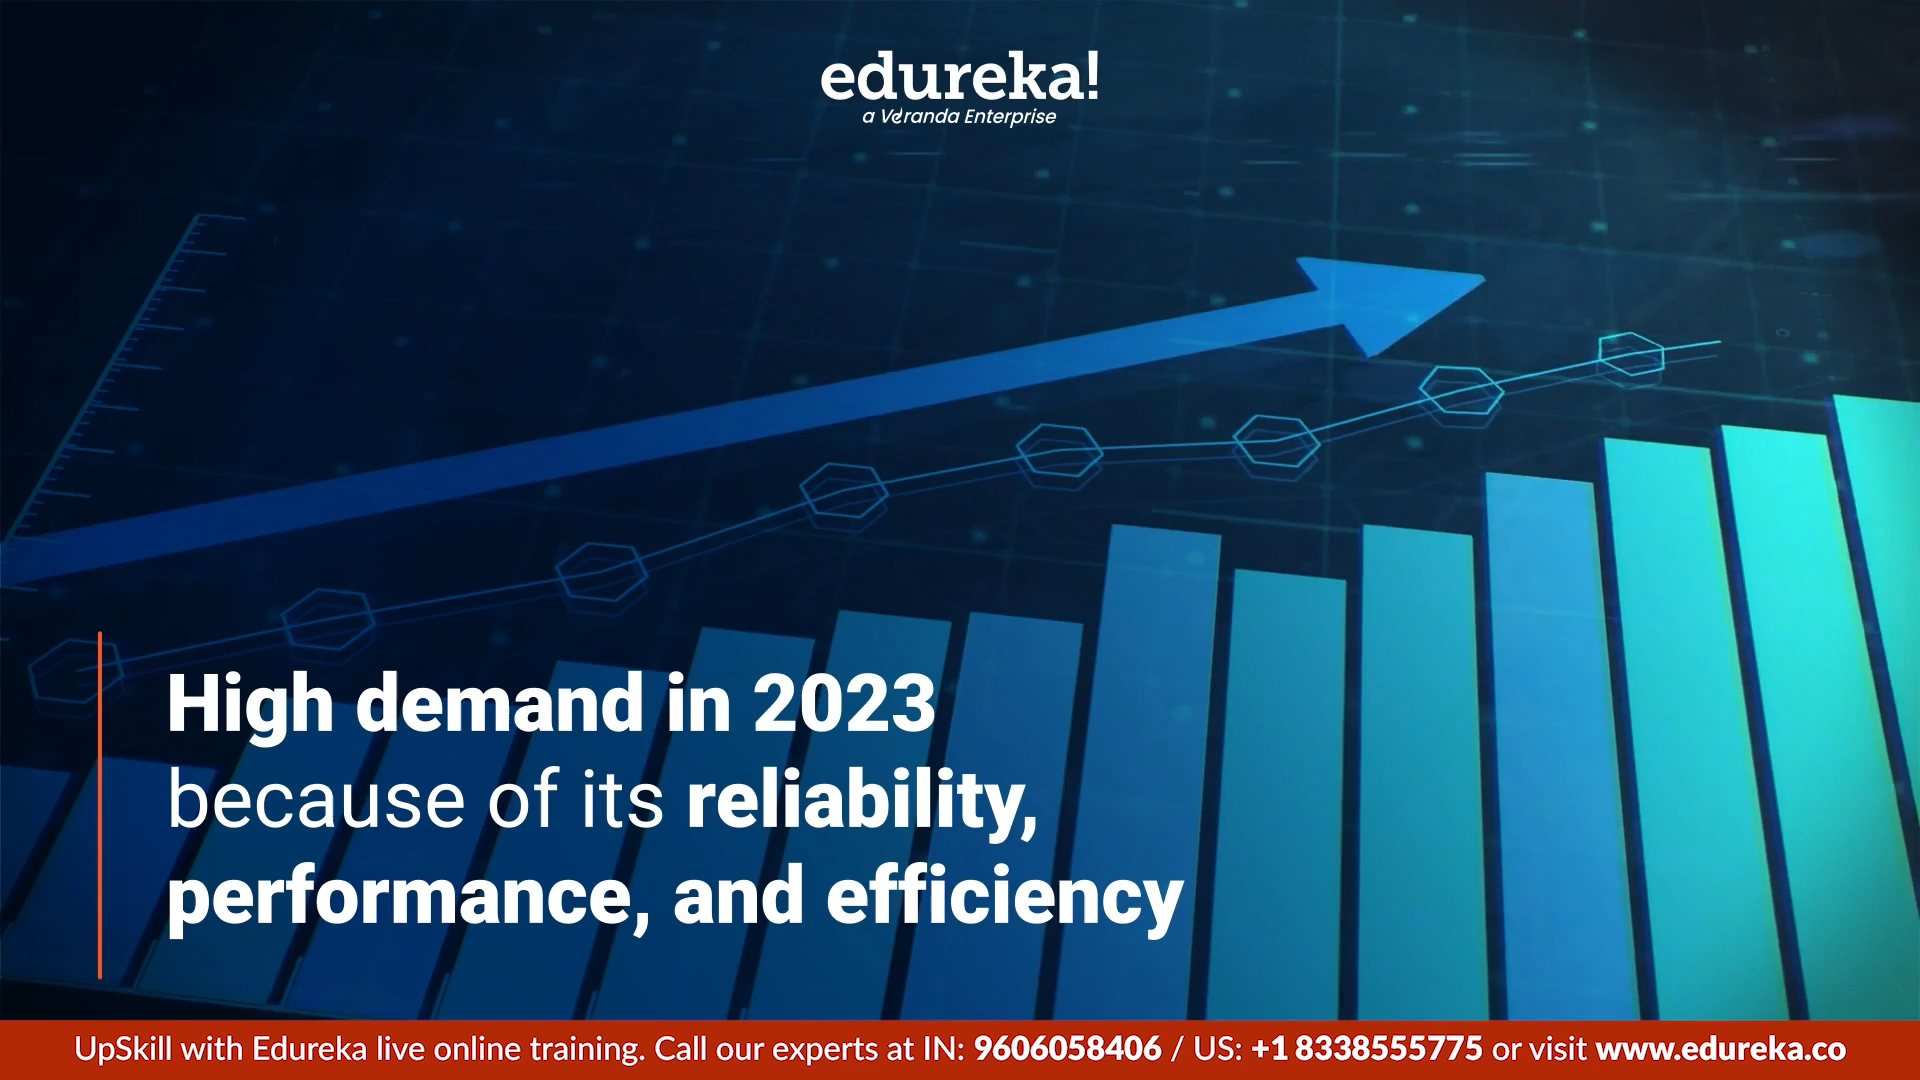 edureka!
a Veranda Enterprise
High demand in 2023
because of its reliability,
performance, and efficiency
UpSkill with Edureka live online training. Call our experts at IN: 9606058406 / US: +1 8338555775 or visit www.edureka.co